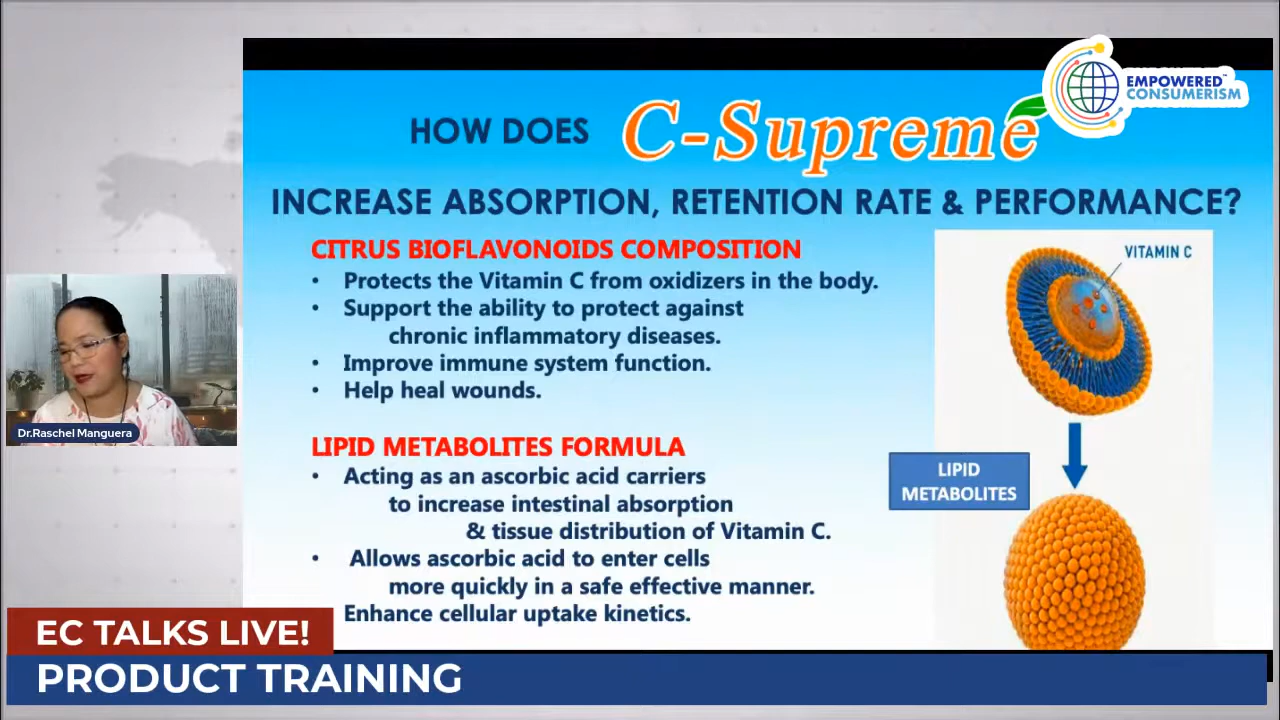 EMPOWERED™
CONSUMERISM
HOW DOES C-Supreme
INCREASE ABSORPTION, RETENTION RATE & PERFORMANCE?
CITRUS BIOFLAVONOIDS COMPOSITION
• Protects the Vitamin C from oxidizers in the body.
• Support the ability to protect against
chronic inflammatory diseases.
• Improve immune system function.
• Help heal wounds.
LIPID METABOLITES FORMULA
• Acting as an ascorbic acid carriers
to increase intestinal absorption
& tissue distribution of Vitamin C.
• Allows ascorbic acid to enter cells
more quickly in a safe effective manner.
Enhance cellular uptake kinetics.
VITAMIN C
LIPID
METABOLITES
Dr.Raschel Manguera
EC TALKS LIVE!
PRODUCT TRAINING